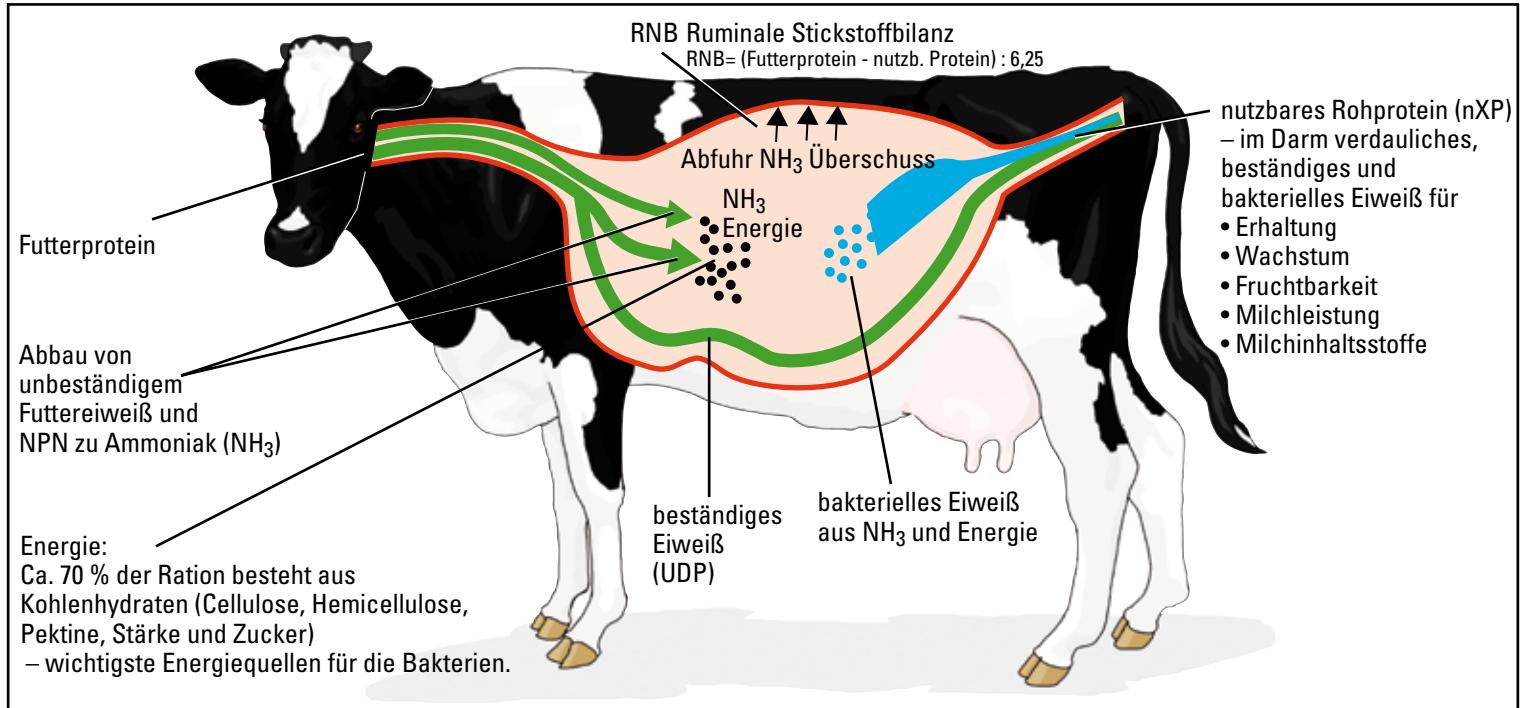 RNB Ruminale Stickstoffbilanz
RNB= (Futterprotein - nutzb. Protein) : 6,25
nutzbares Rohprotein (nXP)
– im Darm verdauliches,
beständiges und
bakterielles Eiweiß für
• Erhaltung
• Wachstum
• Fruchtbarkeit
• Milchleistung
• Milchinhaltsstoffe
Abfuhr NH₃ Überschuss
NH₃
Energie
Futterprotein
Abbau von
unbeständigem
Futtereiweiß und
NPN zu Ammoniak (NH₃)
Energie:
Ca. 70 % der Ration besteht aus
Kohlenhydraten (Cellulose, Hemicellulose,
Pektine, Stärke und Zucker)
– wichtigste Energiequellen für die Bakterien.
beständiges
Eiweiß
(UDP)
bakterielles Eiweiß
aus NH₃ und Energie